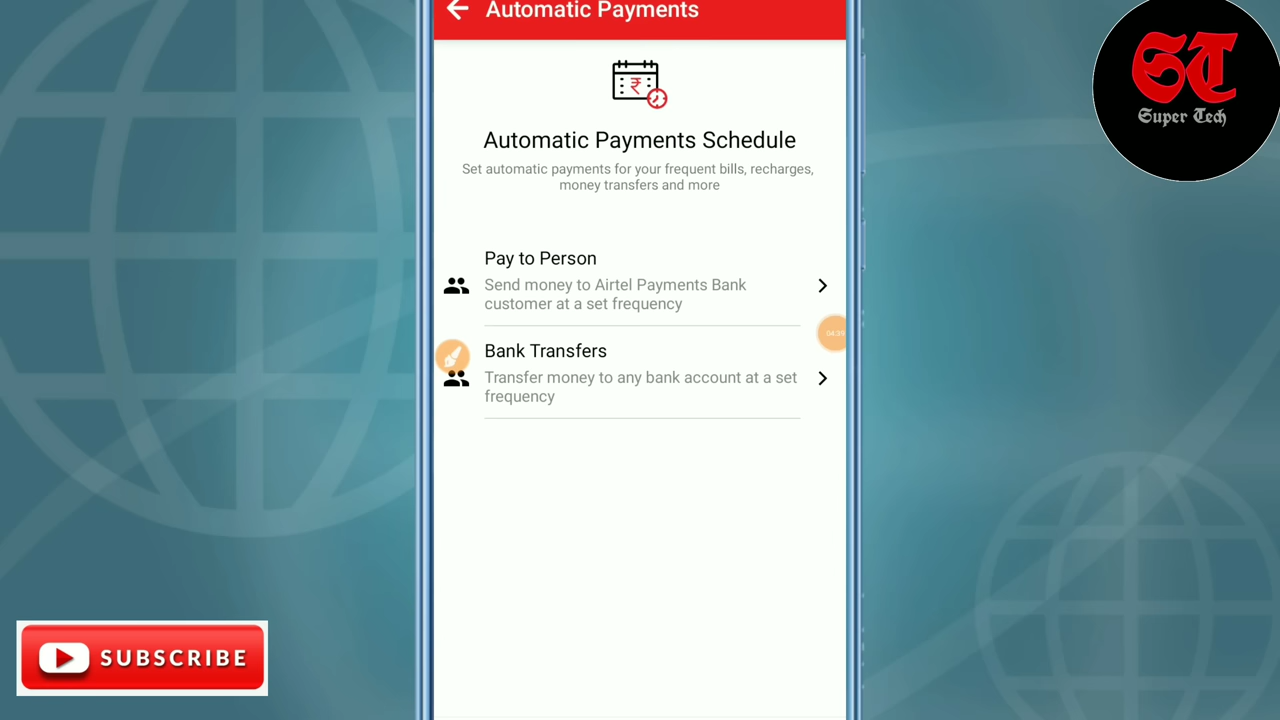 Automatic Payments
ST
Super Tech
₹
Automatic Payments Schedule
Set automatic payments for your frequent bills, recharges,
money transfers and more
Pay to Person
Send money to Airtel Payments Bank
customer at a set frequency
Bank Transfers
Transfer money to any bank account at a set
frequency
SUBSCRIBE